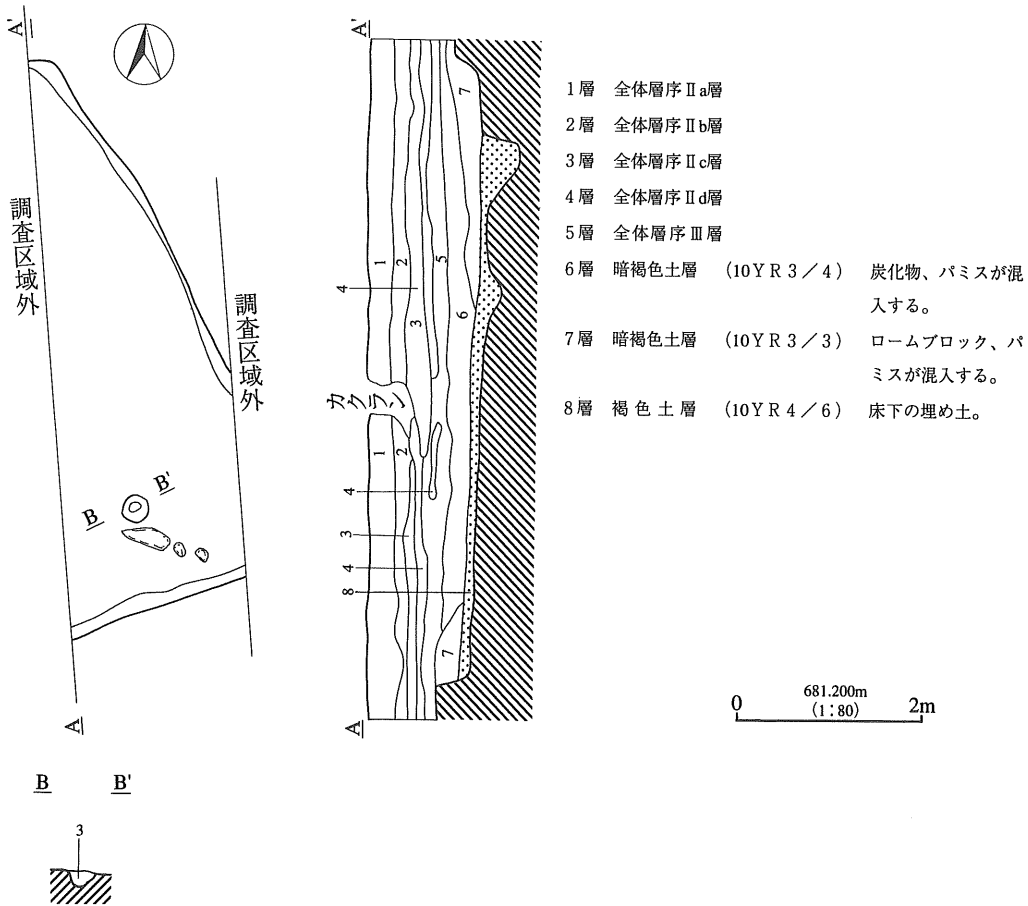 A'
調査区域外
調査区域外
B
B'
A
B
B'
3
A'
7
1
2
5
4
3
6
カクラン
1
2
4
3
4
8
7
A
1層 全体層序Ⅱa層
2層 全体層序Ⅱb層
3層 全体層序Ⅱc層
4層 全体層序Ⅱd層
5層 全体層序Ⅲ層
6層 暗褐色土層 (10YR3/4) 炭化物、パミスが混
入する。
7層 暗褐色土層 (10YR3/3) ロームブロック、パ
ミスが混入する。
8層 褐色土層 (10YR4/6) 床下の埋め土。
0 681.200m 2m
(1:80)